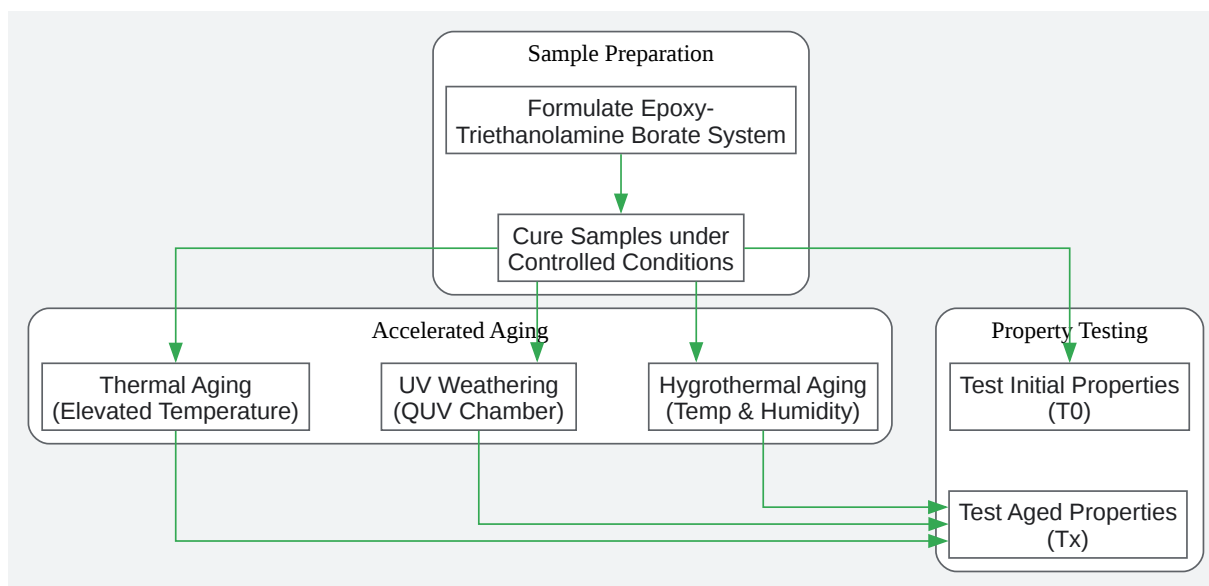 Sample Preparation
Formulate Epoxy-
Triethanolamine Borate System
Cure Samples under
Controlled Conditions
Accelerated Aging
Thermal Aging
(Elevated Temperature)
UV Weathering
(QUV Chamber)
Hygrothermal Aging
(Temp & Humidity)
Property Testing
Test Initial Properties
(T0)
Test Aged Properties
(Tx)